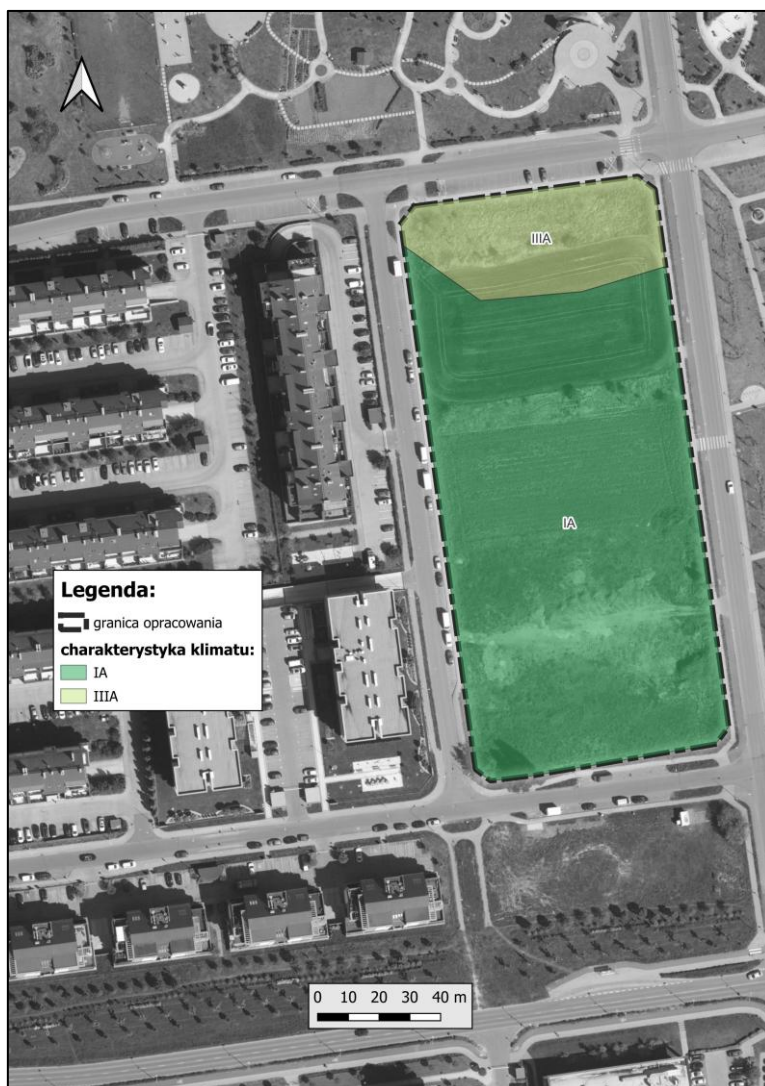 IIIA
IA
Legenda:
granica opracowania
charakterystyka klimatu:
IA
IIIA
0 10 20 30 40 m